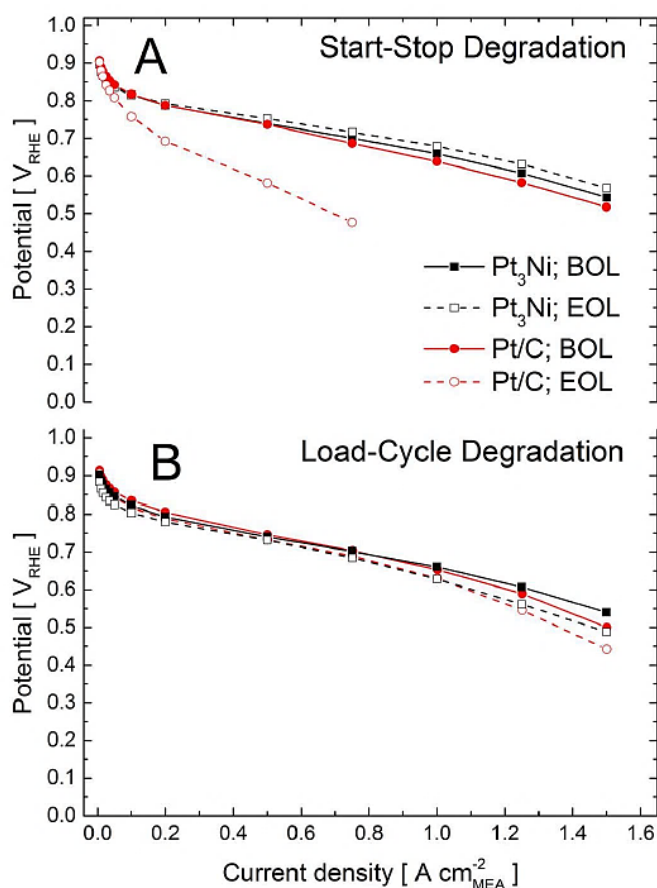 A
Start-Stop Degradation
1.0
0.9
0.8
0.7
0.6
0.5
0.4
0.3
0.2
0.1
0.0
Potential [ V_RHE ]
Pt₃Ni; BOL
Pt₃Ni; EOL
Pt/C; BOL
Pt/C; EOL
B
Load-Cycle Degradation
1.0
0.9
0.8
0.7
0.6
0.5
0.4
0.3
0.2
0.1
0.0
Potential [ V_RHE ]
0.0 0.2 0.4 0.6 0.8 1.0 1.2 1.4 1.6
Current density [ A cm⁻²_MEA ]